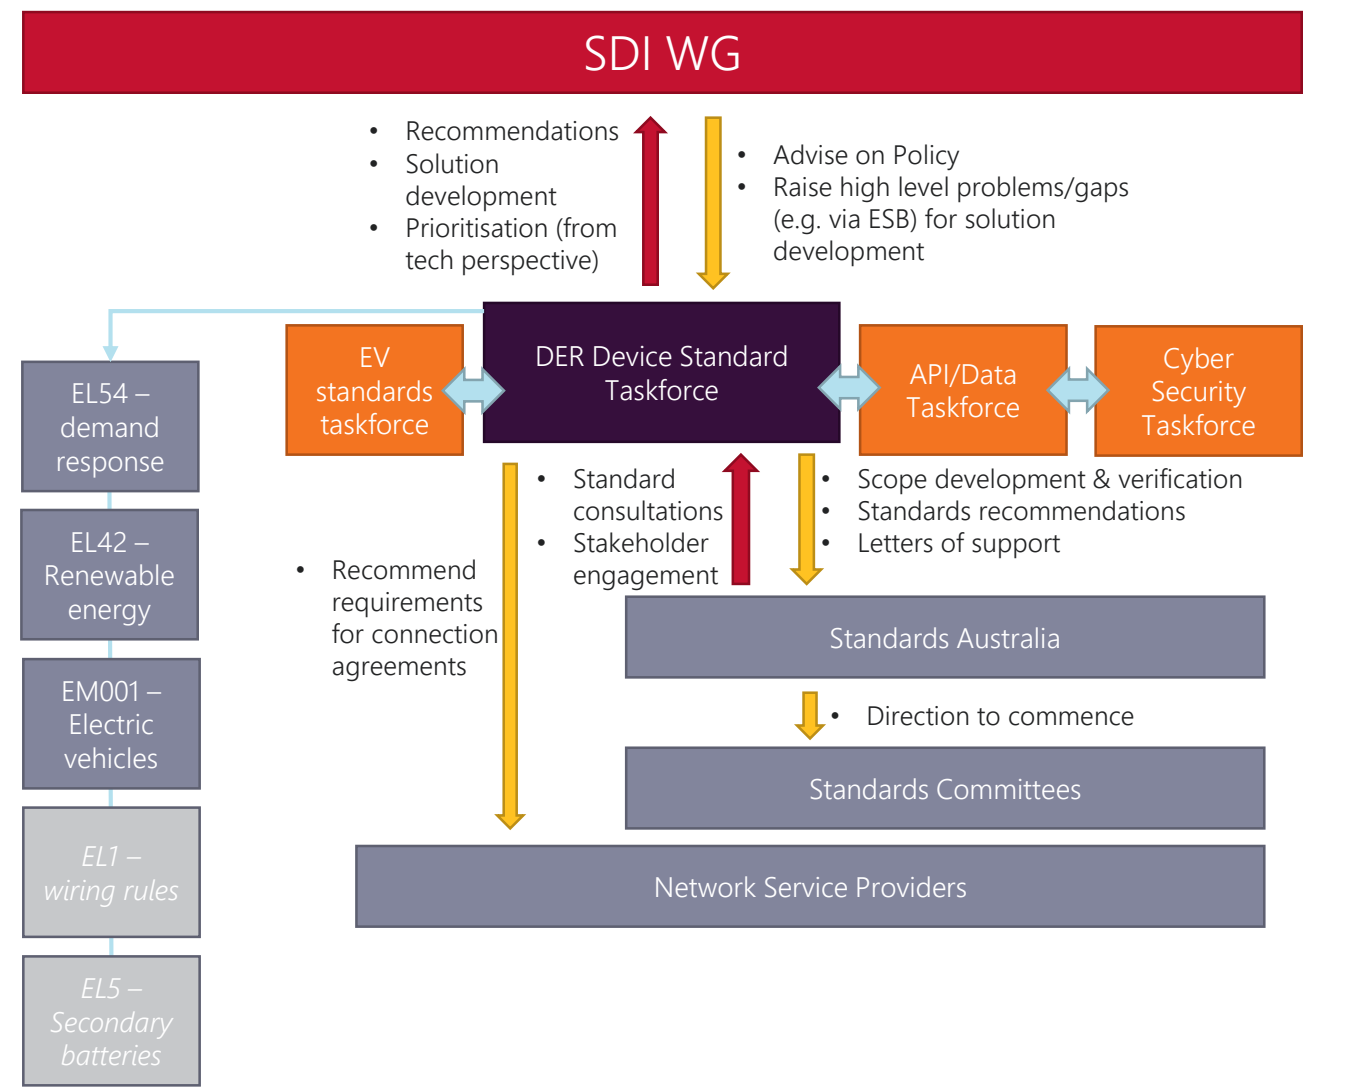 SDI WG
• Recommendations
• Solution
development
• Prioritisation (from
tech perspective)
• Advise on Policy
• Raise high level problems/gaps
(e.g. via ESB) for solution
development
EV
standards
taskforce
DER Device Standard
Taskforce
API/Data
Taskforce
Cyber
Security
Taskforce
EL54 –
demand
response
EL42 –
Renewable
energy
EM001 –
Electric
vehicles
EL1 –
wiring rules
EL5 –
Secondary
batteries
• Recommend
requirements
for connection
agreements
• Standard
consultations
• Stakeholder
engagement
• Scope development & verification
• Standards recommendations
• Letters of support
Standards Australia
• Direction to commence
Standards Committees
Network Service Providers